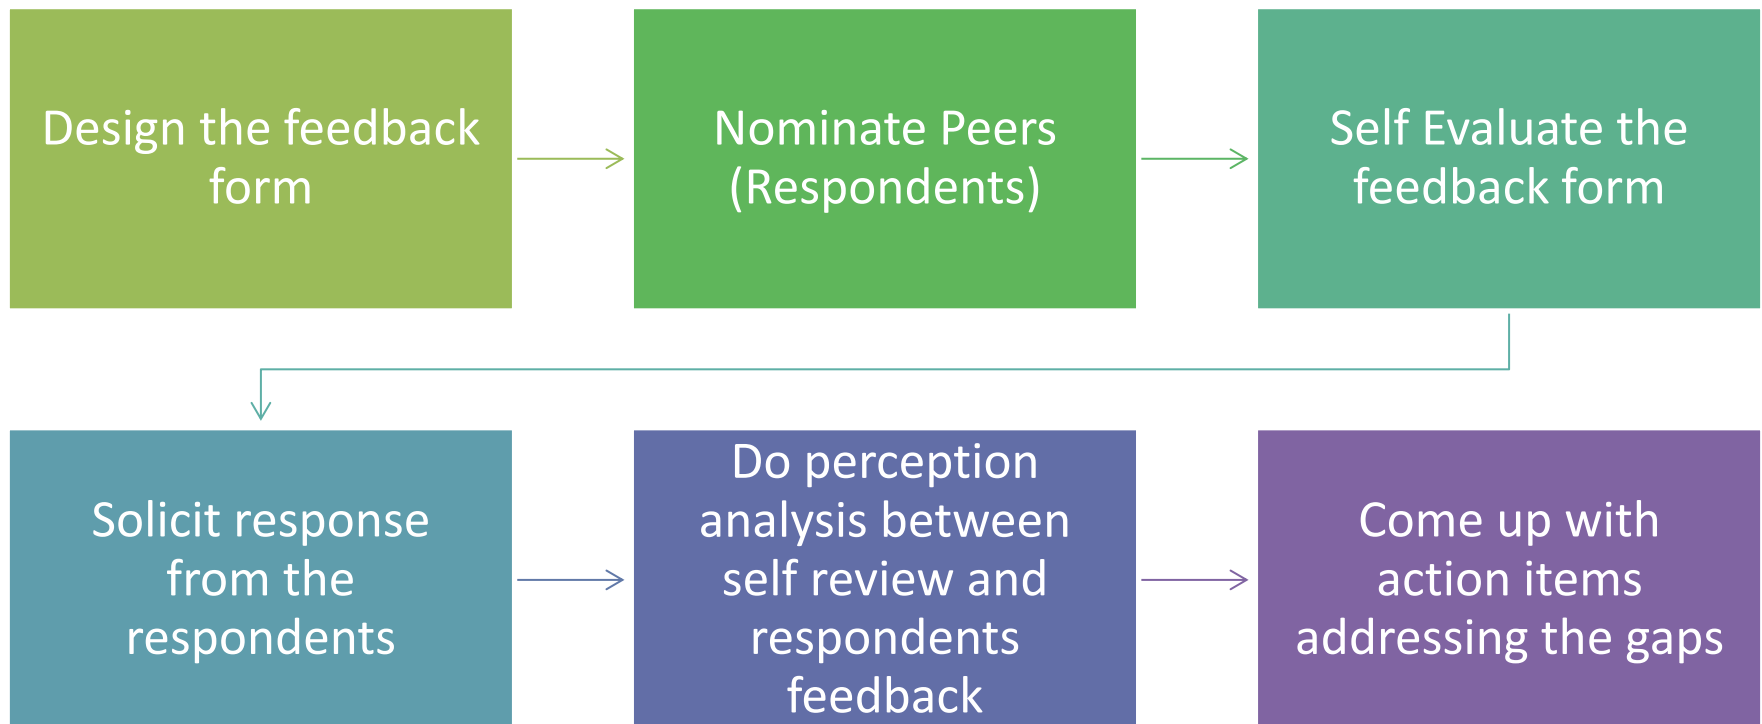 Design the feedback
form
Nominate Peers
(Respondents)
Self Evaluate the
feedback form
Solicit response
from the
respondents
Do perception
analysis between
self review and
respondents
feedback
Come up with
action items
addressing the gaps